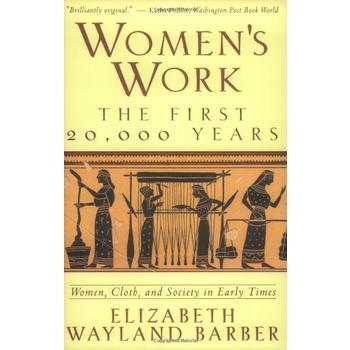 "Brilliantly original." —  Washington Post Book World
WOMEN'S
WORK
THE FIRST
20,000 YEARS
Women, Cloth, and Society in Early Times
ELIZABETH
WAYLAND BARBER